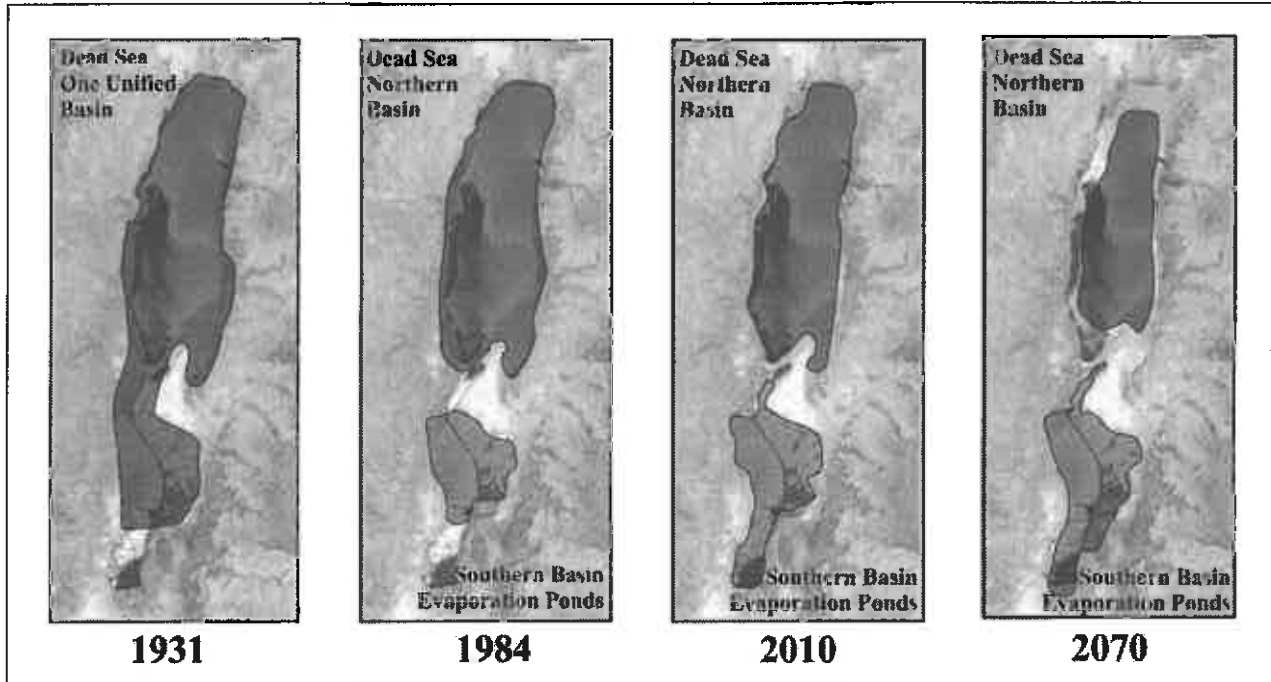 Dead Sea
One Unified
Basin
1931
Dead Sea
Northern
Basin
Southern Basin
Evaporation Ponds
1984
Dead Sea
Northern
Basin
Southern Basin
Evaporation Ponds
2010
Dead Sea
Northern
Basin
Southern Basin
Evaporation Ponds
2070